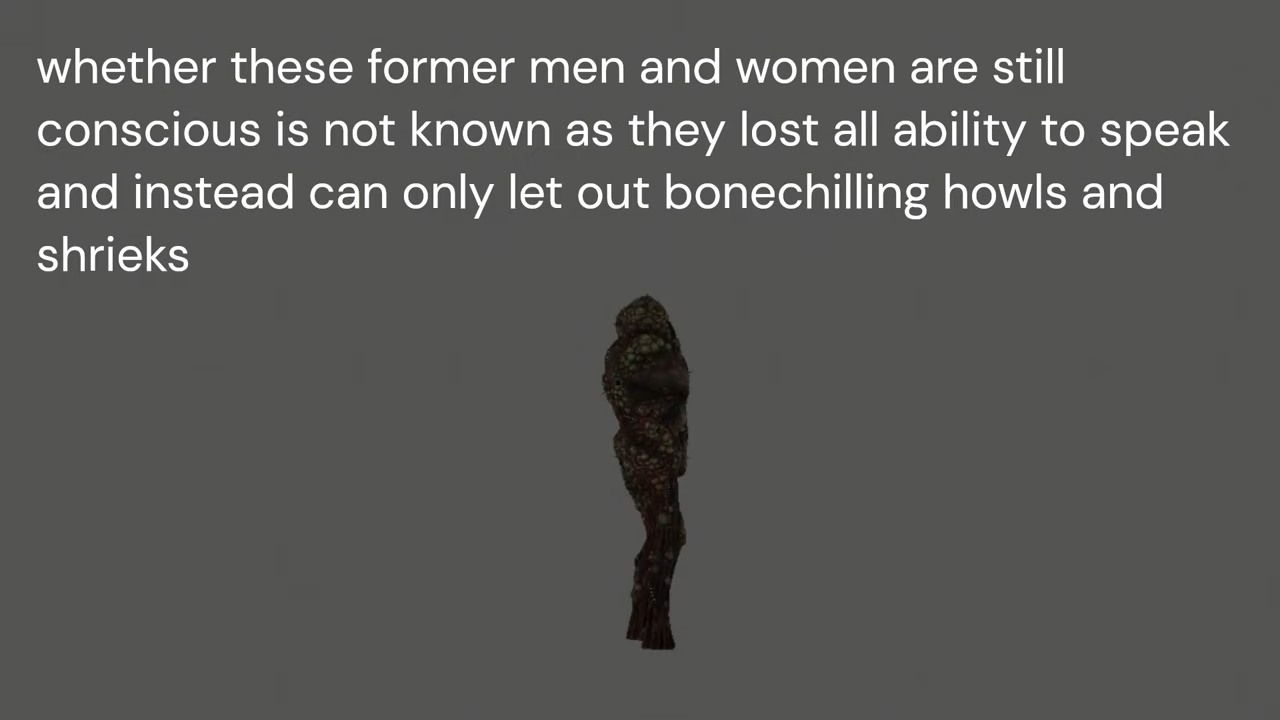 whether these former men and women are still
conscious is not known as they lost all ability to speak
and instead can only let out bonechilling howls and
shrieks